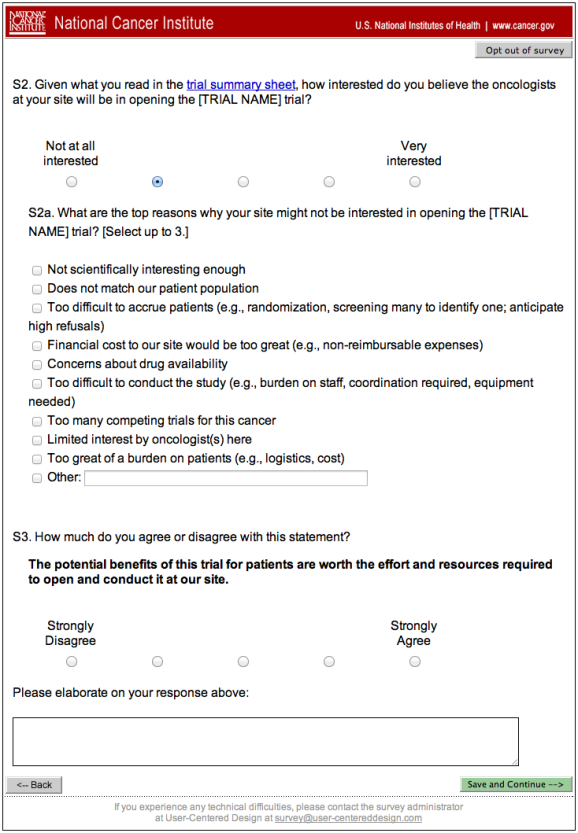 NATIONAL
CANCER
INSTITUTE
National Cancer Institute
U.S. National Institutes of Health | www.cancer.gov
Opt out of survey
S2. Given what you read in the trial summary sheet, how interested do you believe the oncologists
at your site will be in opening the [TRIAL NAME] trial?
Not at all
interested
Very
interested
S2a. What are the top reasons why your site might not be interested in opening the [TRIAL
NAME] trial? [Select up to 3.]
Not scientifically interesting enough
Does not match our patient population
Too difficult to accrue patients (e.g., randomization, screening many to identify one; anticipate
high refusals)
Financial cost to our site would be too great (e.g., non-reimbursable expenses)
Concerns about drug availability
Too difficult to conduct the study (e.g., burden on staff, coordination required, equipment
needed)
Too many competing trials for this cancer
Limited interest by oncologist(s) here
Too great of a burden on patients (e.g., logistics, cost)
Other:
S3. How much do you agree or disagree with this statement?
The potential benefits of this trial for patients are worth the effort and resources required
to open and conduct it at our site.
Strongly
Disagree
Strongly
Agree
Please elaborate on your response above:
<-- Back
Save and Continue -->
If you experience any technical difficulties, please contact the survey administrator
at User-Centered Design at survey@user-centereddesign.com